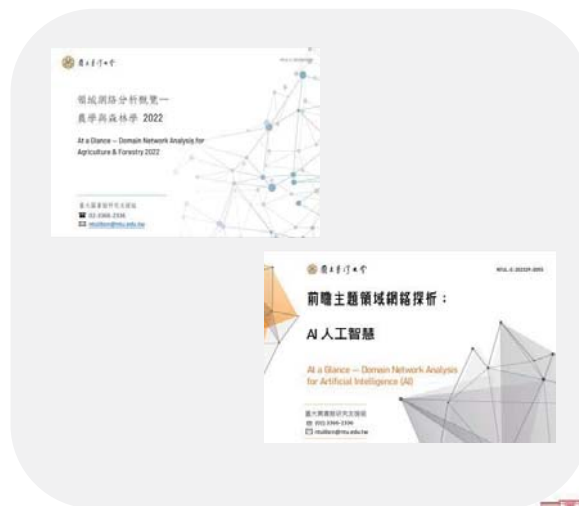 國立臺灣大學
領域網絡分析概覽—
農學與森林學 2022
At a Glance — Domain Network Analysis for
Agriculture & Forestry 2022
臺大圖書館研究支援組
02-3366-2336
ntulibrsc@ntu.edu.tw
國立臺灣大學
前瞻主題領域網絡探析：
AI 人工智慧
At a Glance — Domain Network Analysis
for Artificial Intelligence (AI)
臺大圖書館研究支援組
(02) 3366-2336